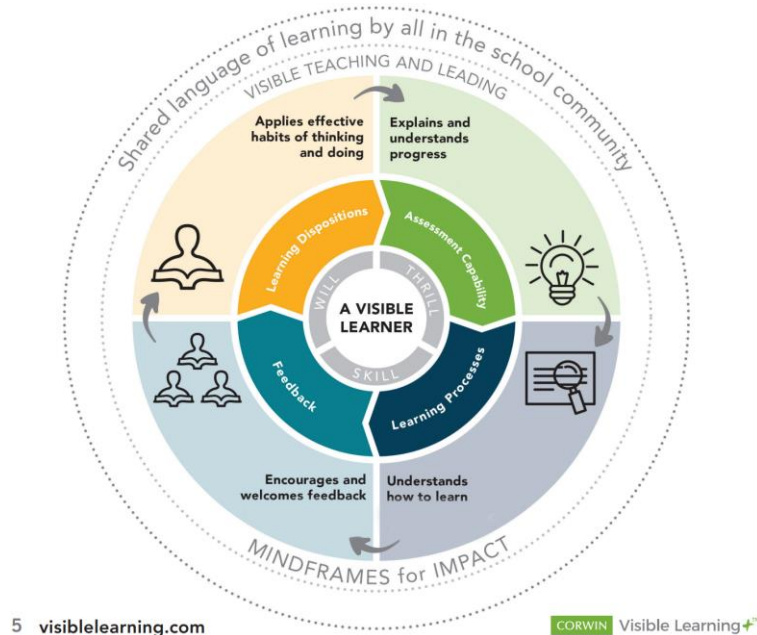 Shared language of learning by all in the school community
VISIBLE TEACHING AND LEADING
Applies effective
habits of thinking
and doing
Explains and
understands
progress
Learning Dispositions
Assessment Capability
WILL
THRILL
A VISIBLE
LEARNER
SKILL
Feedback
Learning Processes
Encourages and
welcomes feedback
Understands
how to learn
MINDFRAMES for IMPACT
5 visiblelearning.com
CORWIN Visible Learning+™